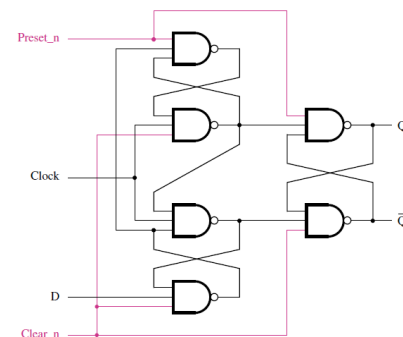 Preset_n
Q
Clock
Q̄
D
Clear_n